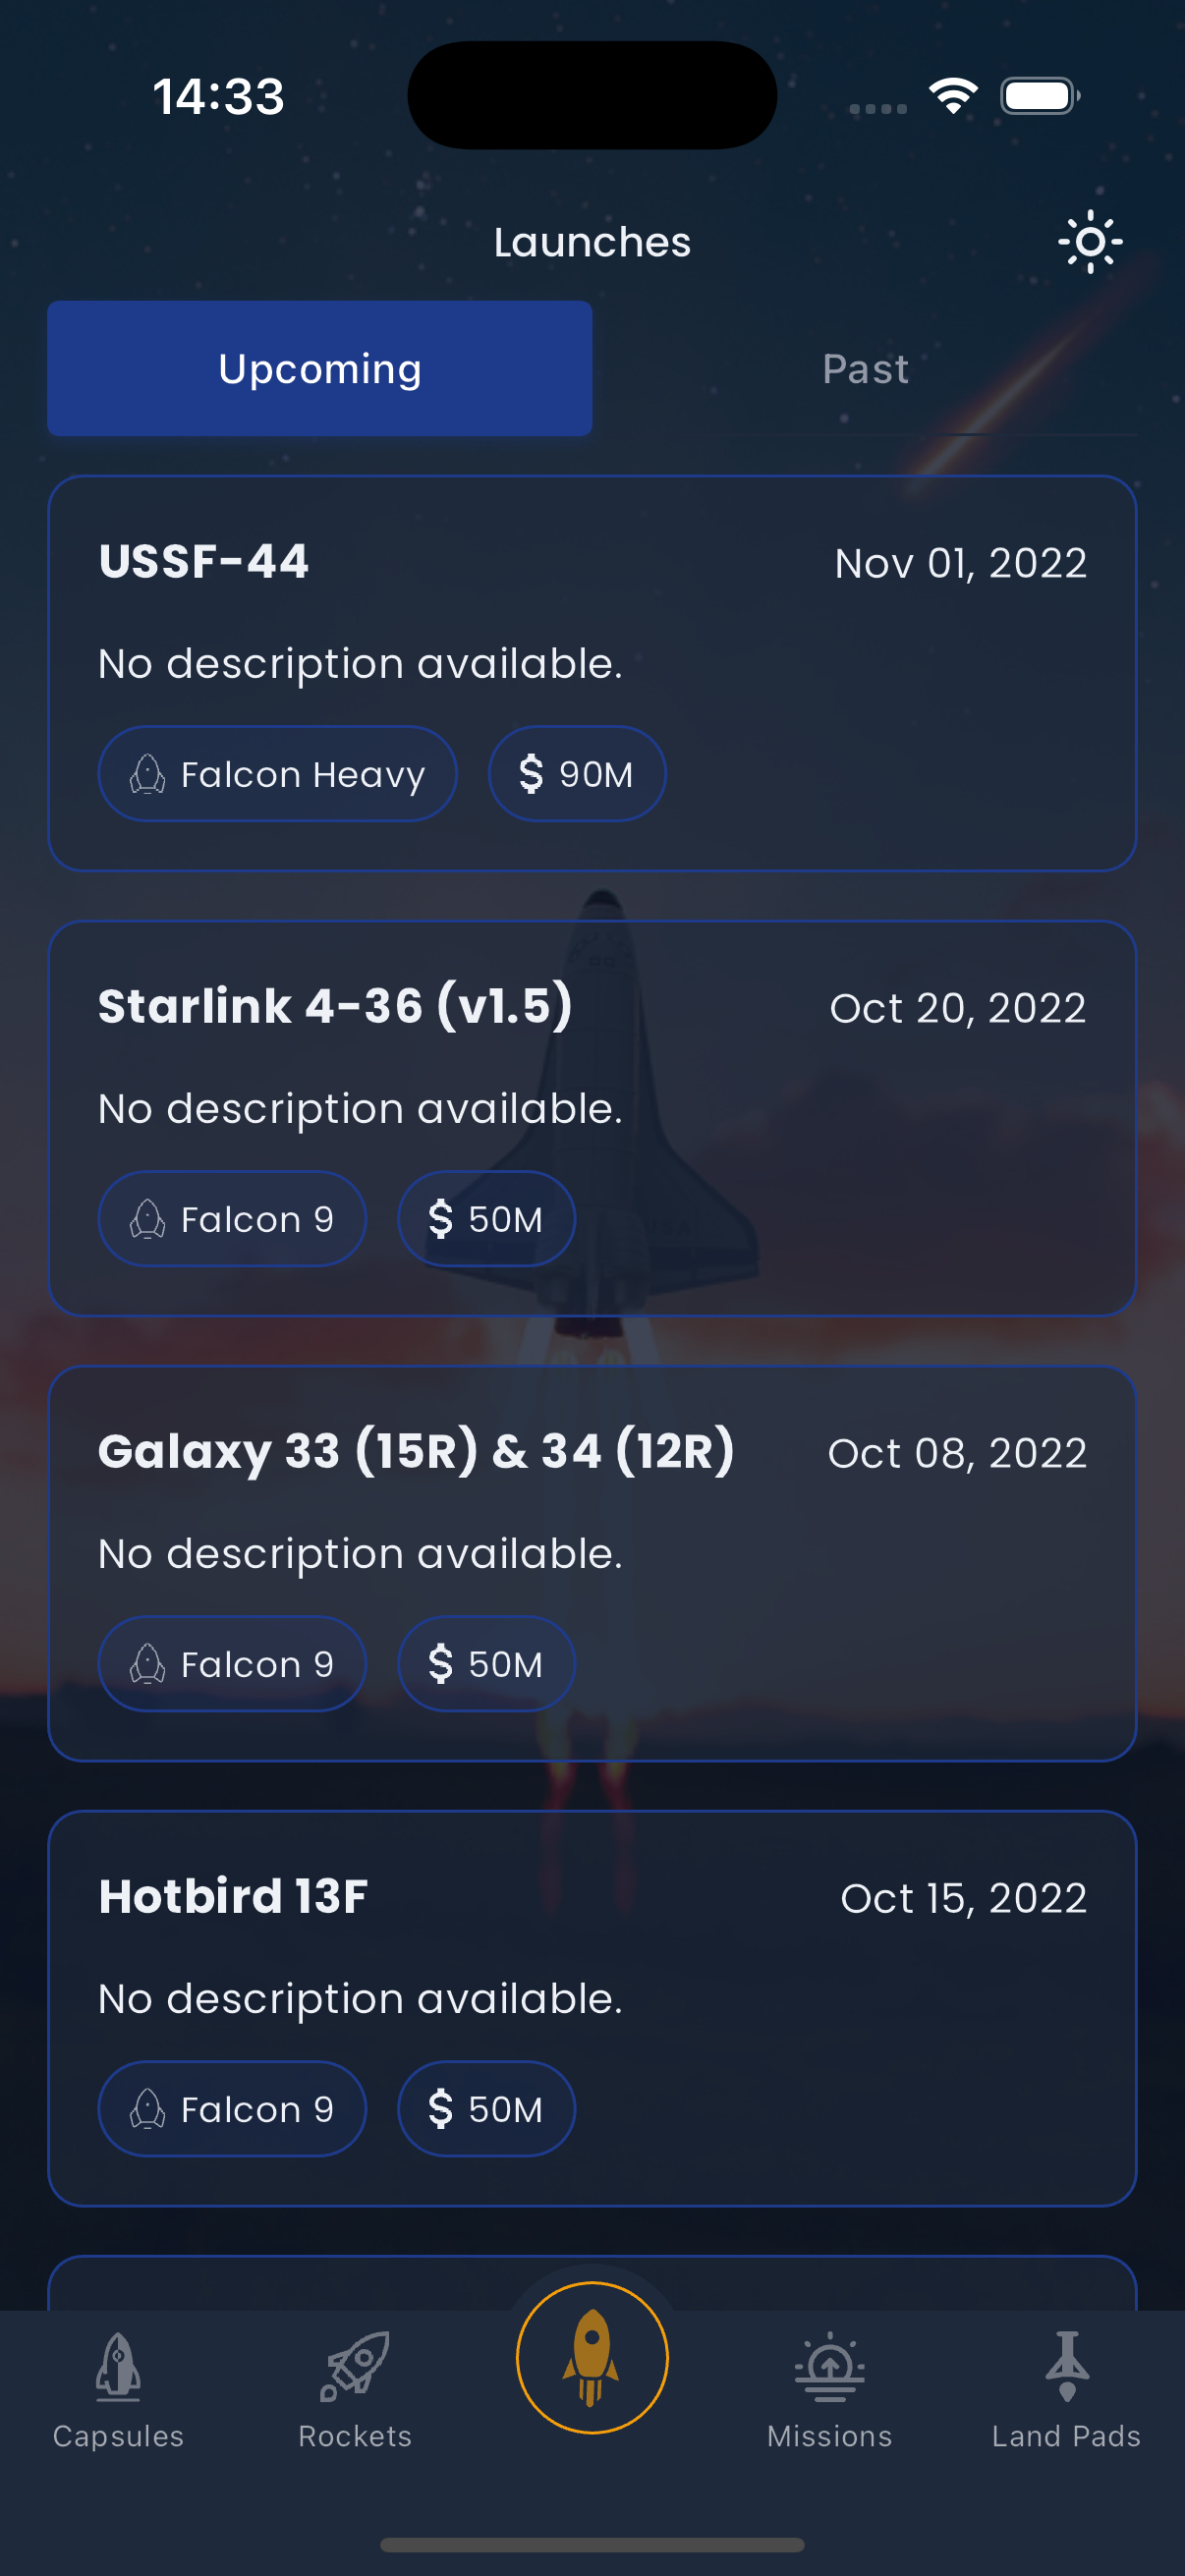 14:33
Launches
Upcoming
Past
USSF-44
Nov 01, 2022
No description available.
Falcon Heavy
$ 90M
Starlink 4-36 (v1.5)
Oct 20, 2022
No description available.
Falcon 9
$ 50M
Galaxy 33 (15R) & 34 (12R)
Oct 08, 2022
No description available.
Falcon 9
$ 50M
Hotbird 13F
Oct 15, 2022
No description available.
Falcon 9
$ 50M
Capsules
Rockets
Missions
Land Pads